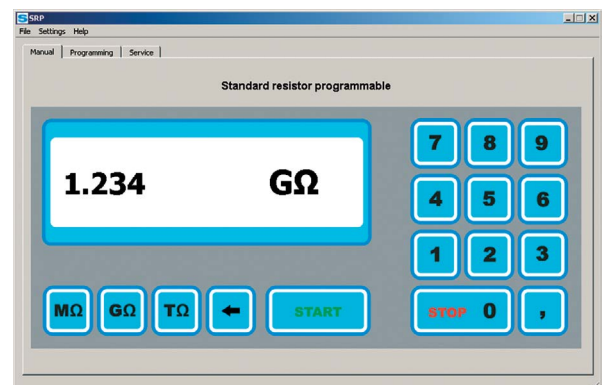 SRP
File Settings Help
Manual Programming Service
Standard resistor programmable
1.234 GΩ
7 8 9
4 5 6
1 2 3
MΩ GΩ TΩ START STOP 0 ,